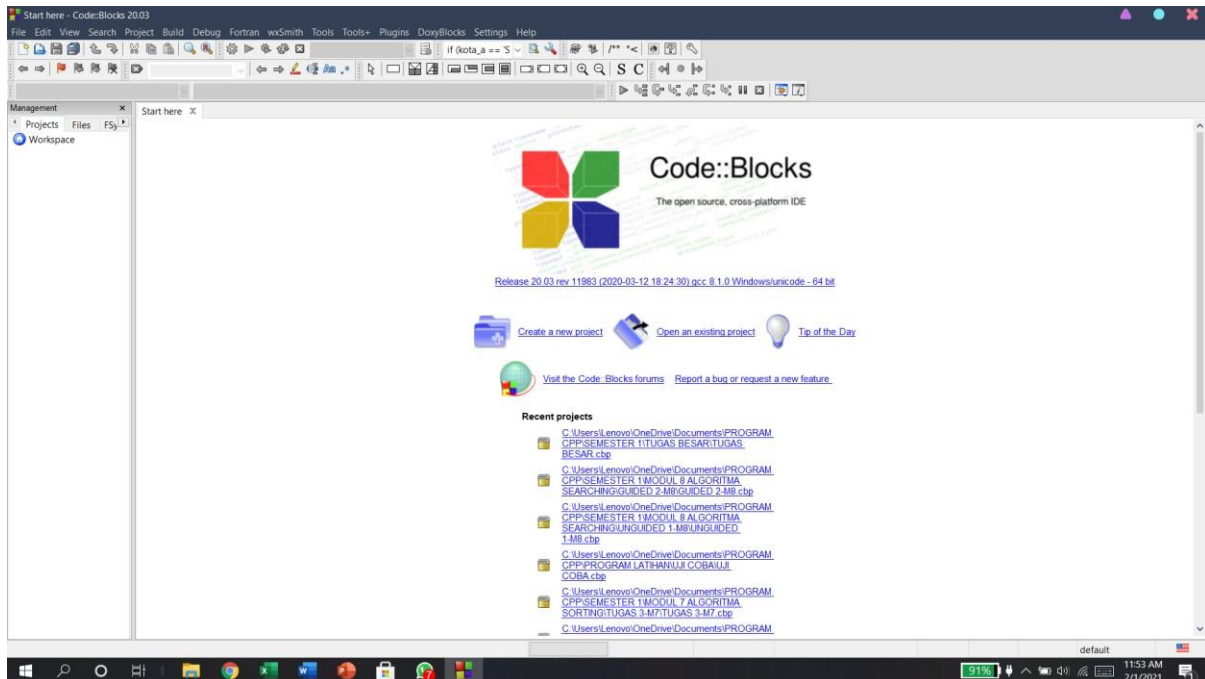 Start here - Code::Blocks 20.03
File Edit View Search Project Build Debug Fortran wxSmith Tools Tools+ Plugins DoxyBlocks Settings Help
if (kota_a == 'S
/** *<
S C
Management
Start here
Projects Files FSy
Workspace
Code::Blocks
The open source, cross-platform IDE
Release 20.03 rev 11983 (2020-03-12 18:24:30) gcc 8.1.0 Windows/unicode - 64 bit
Create a new project Open an existing project Tip of the Day
Visit the Code::Blocks forums Report a bug or request a new feature
Recent projects
C:\Users\Lenovo\OneDrive\Documents\PROGRAM
CPP\SEMESTER 1\TUGAS BESAR\TUGAS
BESAR.cbp
C:\Users\Lenovo\OneDrive\Documents\PROGRAM
CPP\SEMESTER 1\MODUL 8 ALGORITMA
SEARCHING\GUIDED 2-M8\GUIDED 2-M8.cbp
C:\Users\Lenovo\OneDrive\Documents\PROGRAM
CPP\SEMESTER 1\MODUL 8 ALGORITMA
SEARCHING\UNGUIDED 1-M8\UNGUIDED
1-M8.cbp
C:\Users\Lenovo\OneDrive\Documents\PROGRAM
CPP\PROGRAM LATIHAN\UJI COBA\UJI
COBA.cbp
C:\Users\Lenovo\OneDrive\Documents\PROGRAM
CPP\SEMESTER 1\MODUL 7 ALGORITMA
SORTING\TUGAS 3-M7\TUGAS 3-M7.cbp
C:\Users\Lenovo\OneDrive\Documents\PROGRAM
default
91%
11:53 AM
2/1/2021